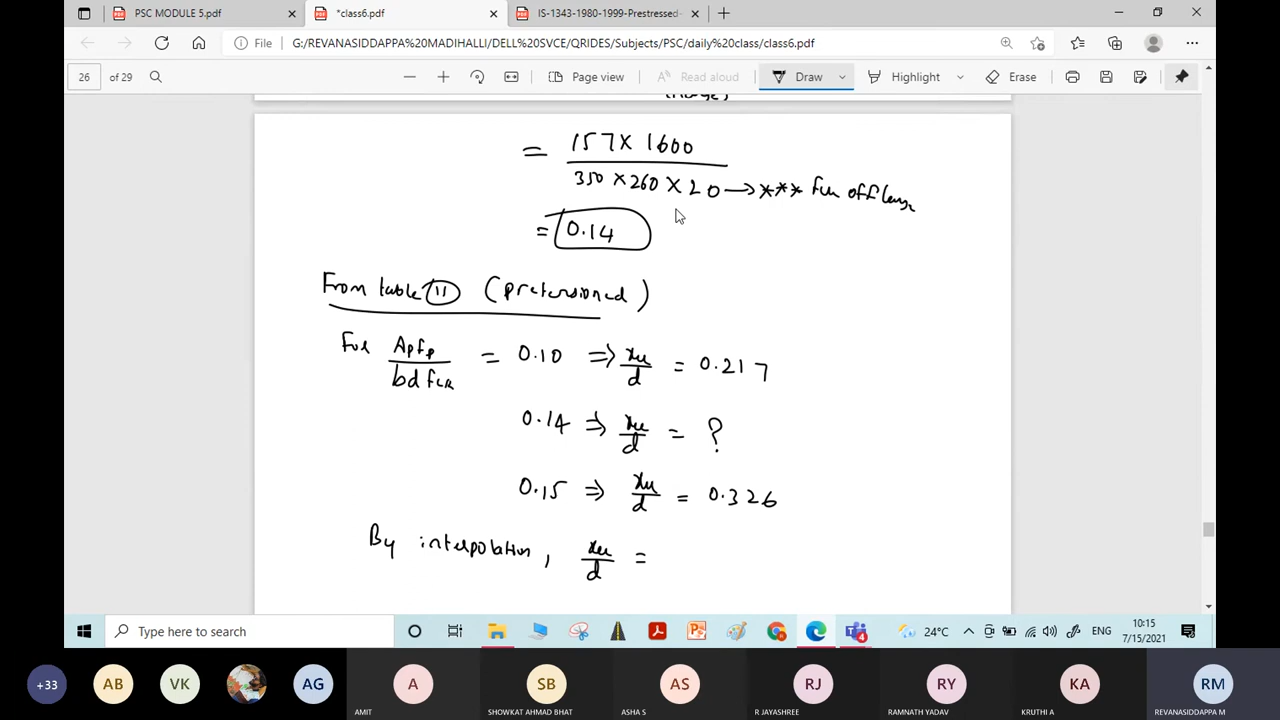 PSC MODULE 5.pdf
*class6.pdf
IS-1343-1980-1999-Prestressed-
File
G:/REVANASIDDAPPA%20MADIHALLI/DELL%20SVCE/QRIDES/Subjects/PSC/daily%20class/class6.pdf
26 of 29
Page view
Read aloud
Draw
Highlight
Erase
= 157 × 1600
350 × 260 × 20 → *** fck of flange
= 0.14
From table 11 (pretensioned)
For Apfp / bd fck = 0.10 ⇒ xu/d = 0.217
0.14 ⇒ xu/d = ?
0.15 ⇒ xu/d = 0.326
By interpolation, xu/d =
Type here to search
24°C
ENG
10:15
7/15/2021
4
+33
AB
VK
AG
A
SB
AS
RJ
RY
KA
RM
AMIT
SHOWKAT AHMAD BHAT
ASHA S
R JAYASHREE
RAMNATH YADAV
KRUTHI A
REVANASIDDAPPA M